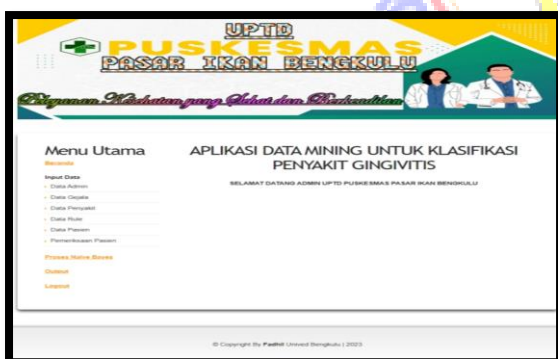 UPTD
PUSKESMAS
PASAR IKAN BENGKULU
Pelayanan Kesehatan yang Sehat dan Berkeadilan
Menu Utama
Beranda
Input Data
Data Admin
Data Gejala
Data Penyakit
Data Rule
Data Pasien
Pemeriksaan Pasien
Proses Naive Bayes
Output
Logout
APLIKASI DATA MINING UNTUK KLASIFIKASI
PENYAKIT GINGIVITIS
SELAMAT DATANG ADMIN UPTD PUSKESMAS PASAR IKAN BENGKULU
© Copyright By Fadhil Unived Bengkulu | 2023